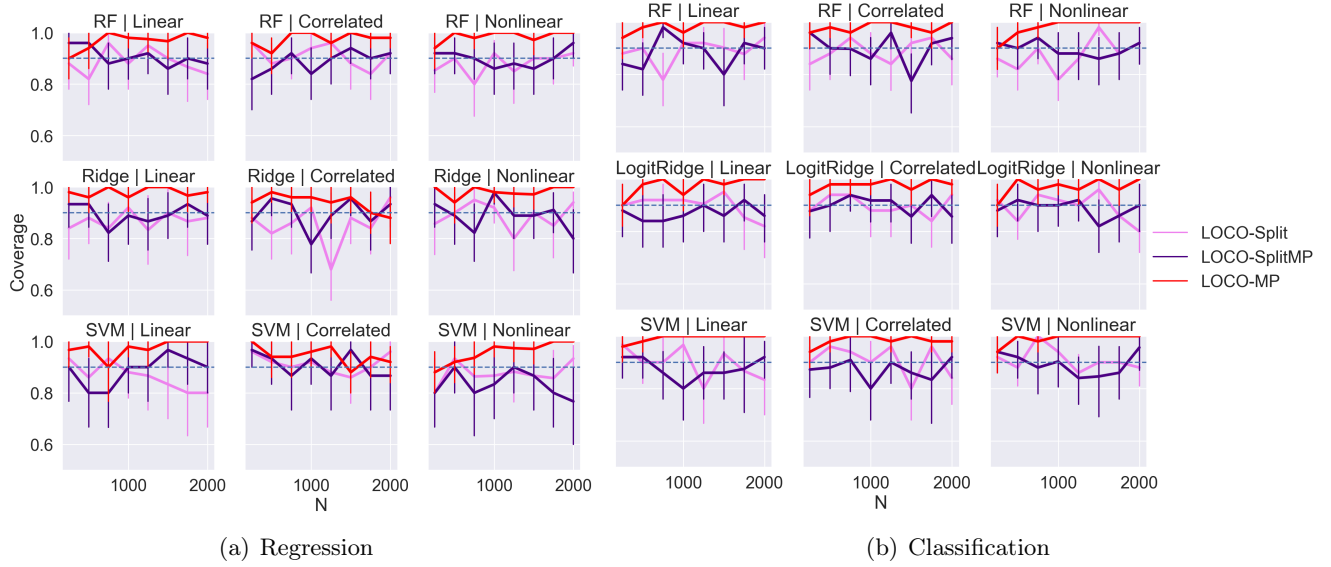 RF | Linear
RF | Correlated
RF | Nonlinear
RF | Linear
RF | Correlated
RF | Nonlinear
1.0
0.8
0.6
Ridge | Linear
Ridge | Correlated
Ridge | Nonlinear
LogitRidge | Linear
LogitRidge | Correlated
LogitRidge | Nonlinear
1.0
0.8
0.6
Coverage
LOCO-Split
LOCO-SplitMP
LOCO-MP
SVM | Linear
SVM | Correlated
SVM | Nonlinear
SVM | Linear
SVM | Correlated
SVM | Nonlinear
1.0
0.8
0.6
1000 2000
1000 2000
1000 2000
1000 2000
1000 2000
1000 2000
N
N
(a) Regression
(b) Classification